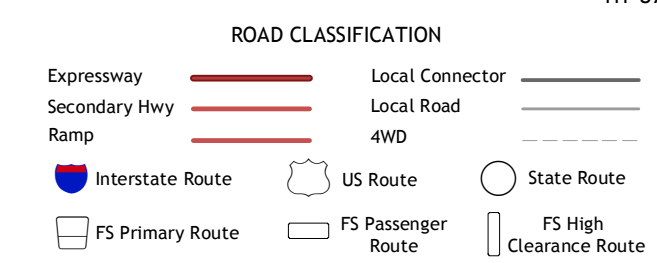 ROAD CLASSIFICATION
Expressway
Local Connector
Secondary Hwy
Local Road
Ramp
4WD
Interstate Route
US Route
State Route
FS Primary Route
FS Passenger
Route
FS High
Clearance Route